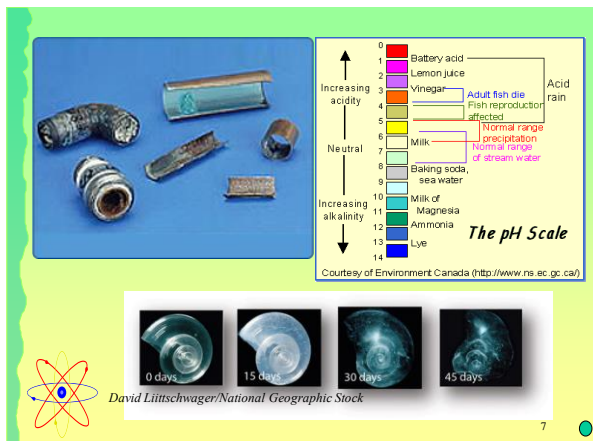 0
1
2
3
4
5
6
7
8
9
10
11
12
13
14
Increasing
acidity
Neutral
Increasing
alkalinity
Battery acid
Lemon juice
Vinegar
Milk
Baking soda,
sea water
Milk of
Magnesia
Ammonia
Lye
Adult fish die
Fish reproduction
affected
Normal range
precipitation
Normal range
of stream water
Acid
rain
The pH Scale
Courtesy of Environment Canada (http://www.ns.ec.gc.ca/)
0 days
15 days
30 days
45 days
David Liittschwager/National Geographic Stock
7